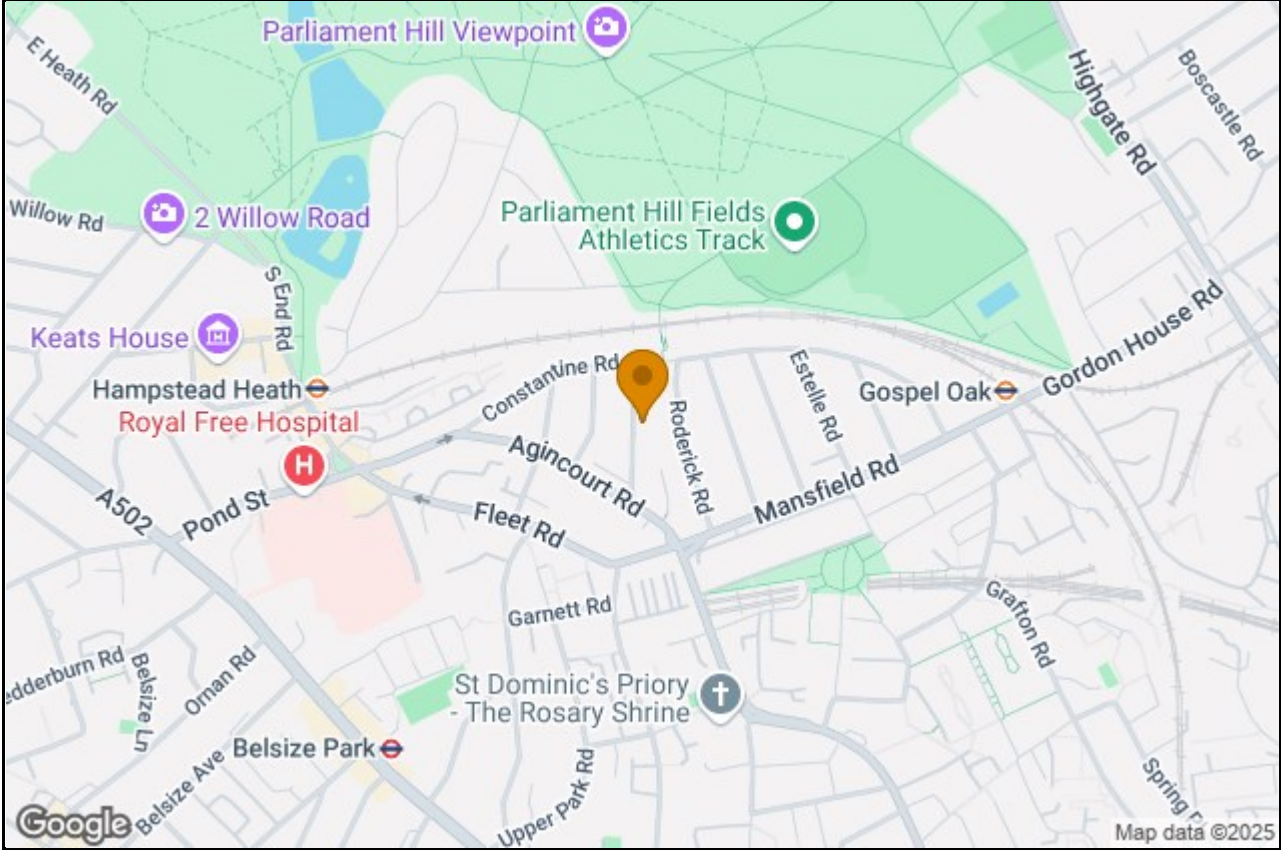 Parliament Hill Viewpoint
E Heath Rd
Highgate Rd
Boscastle Rd
Willow Rd
2 Willow Road
Parliament Hill Fields
Athletics Track
S End Rd
Keats House
Gordon House Rd
Hampstead Heath
Constantine Rd
Estelle Rd
Gospel Oak
Royal Free Hospital
H
Roderick Rd
Agincourt Rd
Mansfield Rd
A502
Pond St
Fleet Rd
Garnett Rd
Grafton Rd
edderburn Rd
Belsize Ln
Ornan Rd
St Dominic's Priory
- The Rosary Shrine
Belsize Park
Belsize Ave
Upper Park Rd
Spring
Google
Map data ©2025